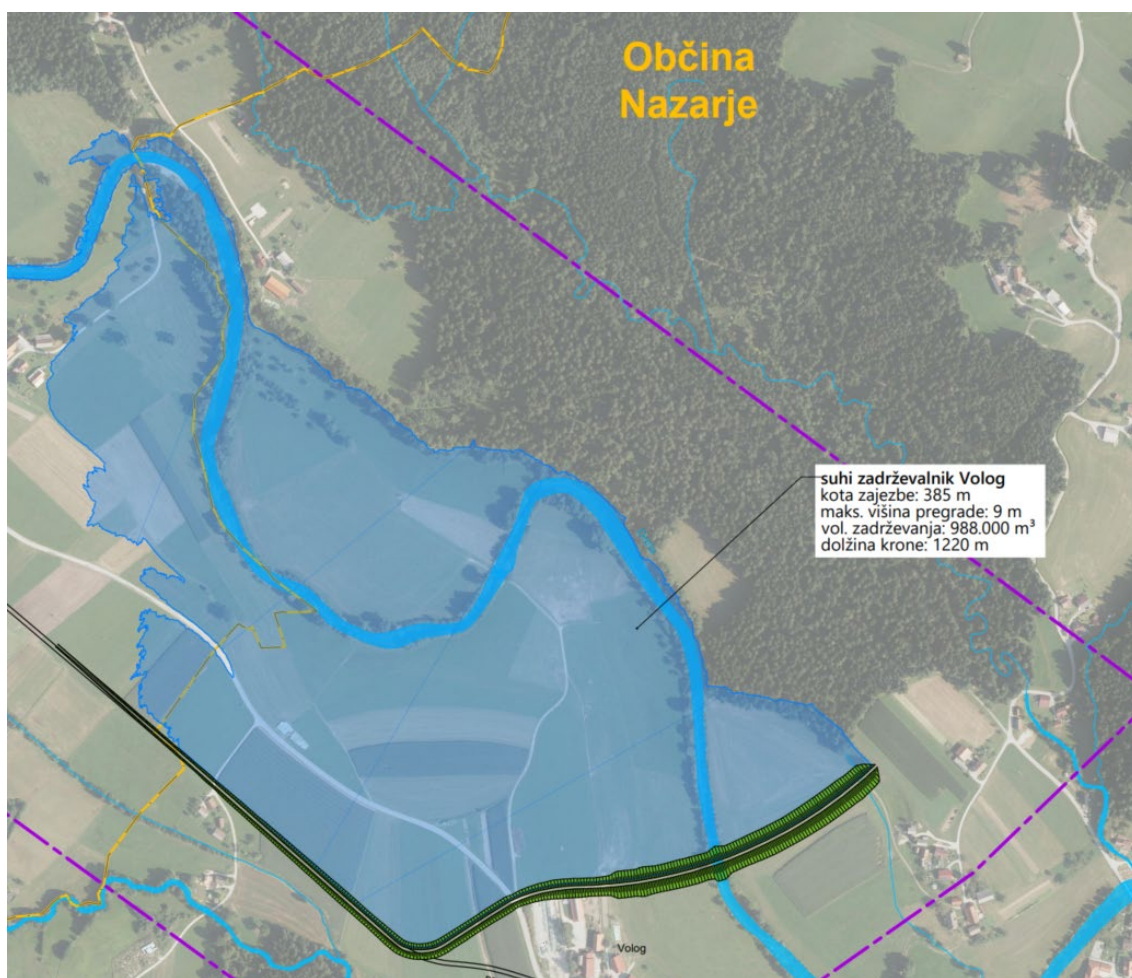 Občina
Nazarje
suhi zadrževalnik Volog
kota zajezbe: 385 m
maks. višina pregrade: 9 m
vol. zadrževanja: 988.000 m³
dolžina krone: 1220 m
Volog